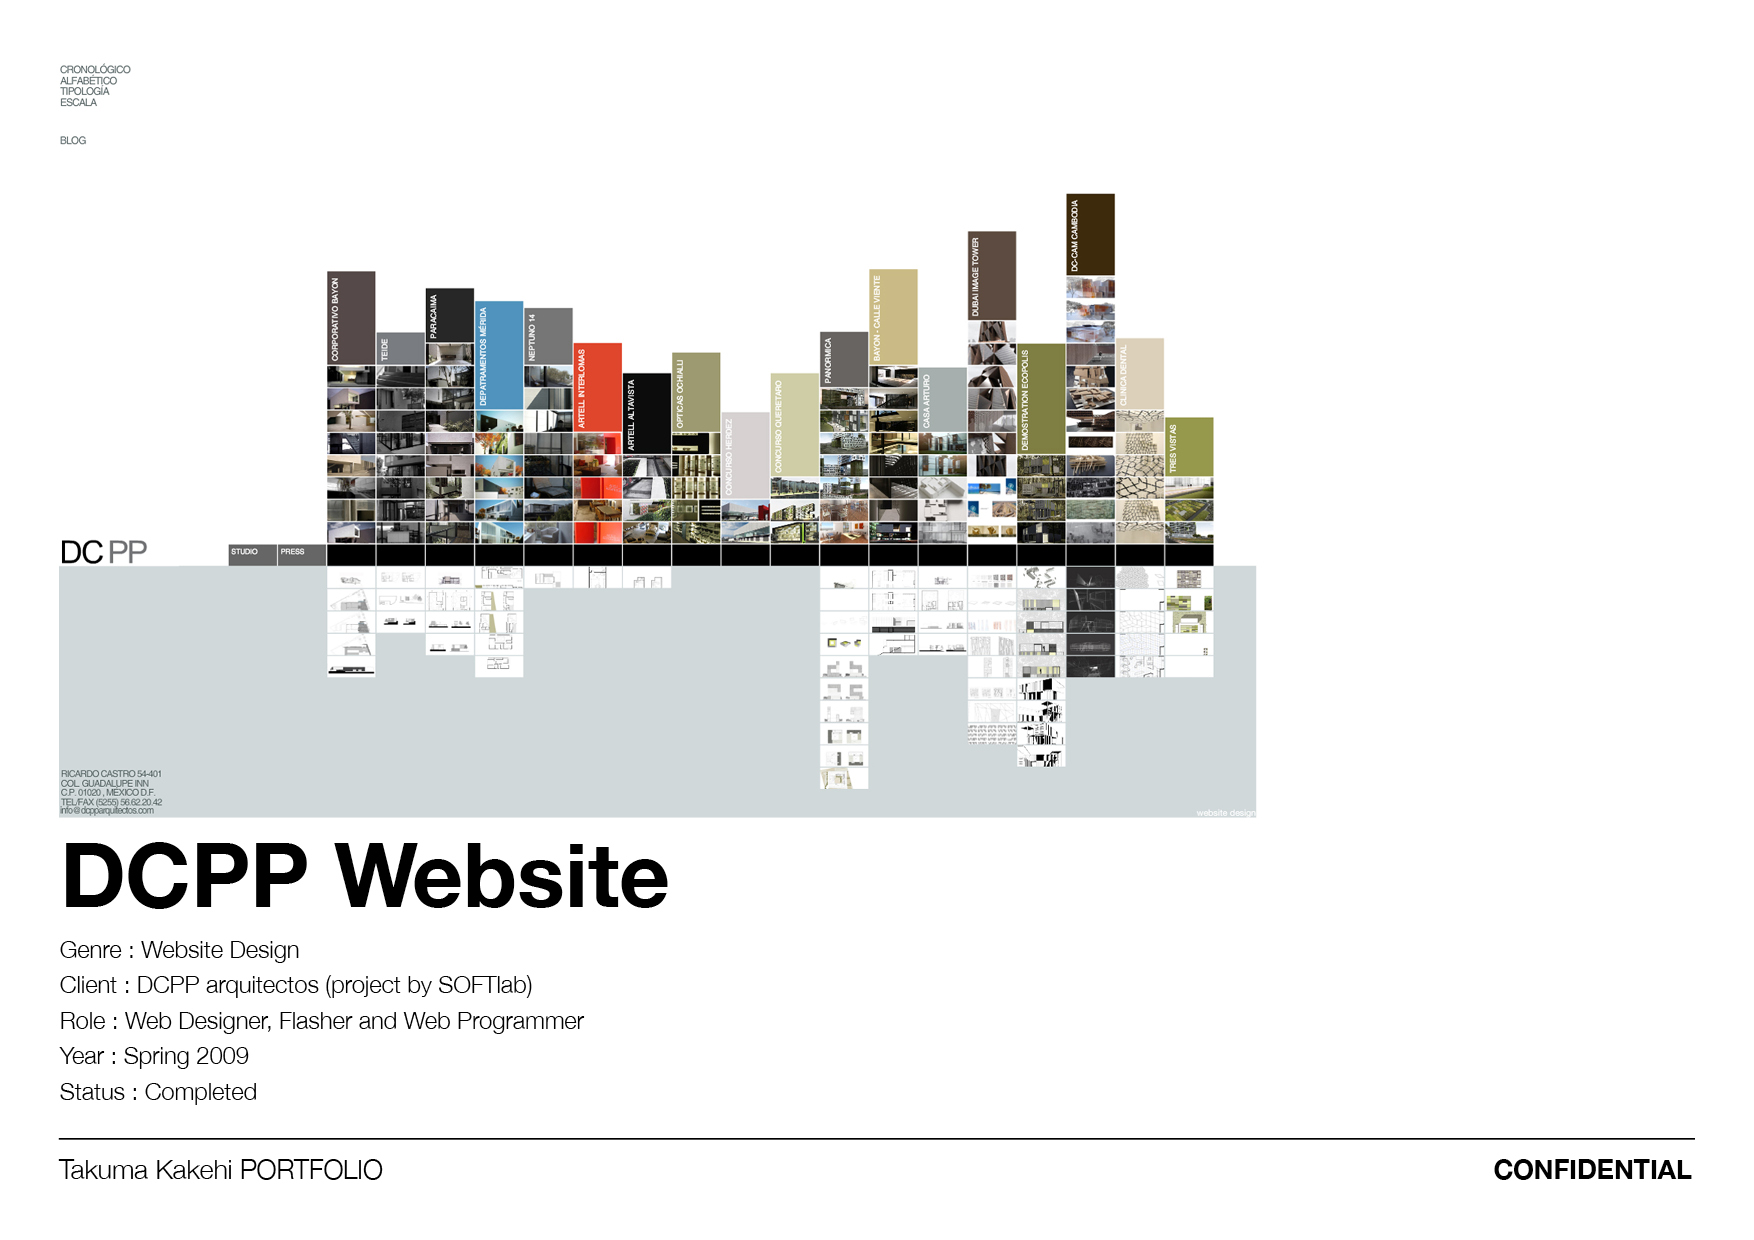 CRONOLÓGICO
ALFABÉTICO
TIPOLOGÍA
ESCALA
BLOG
CORPORATIVO BAYON
TEIDE
PARACAIMA
DEPATRAMENTOS MÉRIDA
NEPTUNO 14
ARTELL INTERLOMAS
ARTELL ALTAVISTA
OPTICAS OCHIALLI
CONCURSO HENDEZ
CONCURSO QUERETARO
PANORMICA
BAYON - CALLE VIENTE
CASA ARTURO
DUBAI IMAGE TOWER
DEMOSTRATION ECOPOLIS
DC-CAM CAMBODIA
CLINICA DENTAL
TRES VISTAS
DC PP
STUDIO
PRESS
RICARDO CASTRO 54-401
COL. GUADALUPE INN
C.P. 01020 , MÉXICO D.F.
TEL/FAX (5255) 56.62.20.42
info@dcpparquitectos.com
website design
DCPP Website
Genre : Website Design
Client : DCPP arquitectos (project by SOFTlab)
Role : Web Designer, Flasher and Web Programmer
Year : Spring 2009
Status : Completed
Takuma Kakehi PORTFOLIO
CONFIDENTIAL